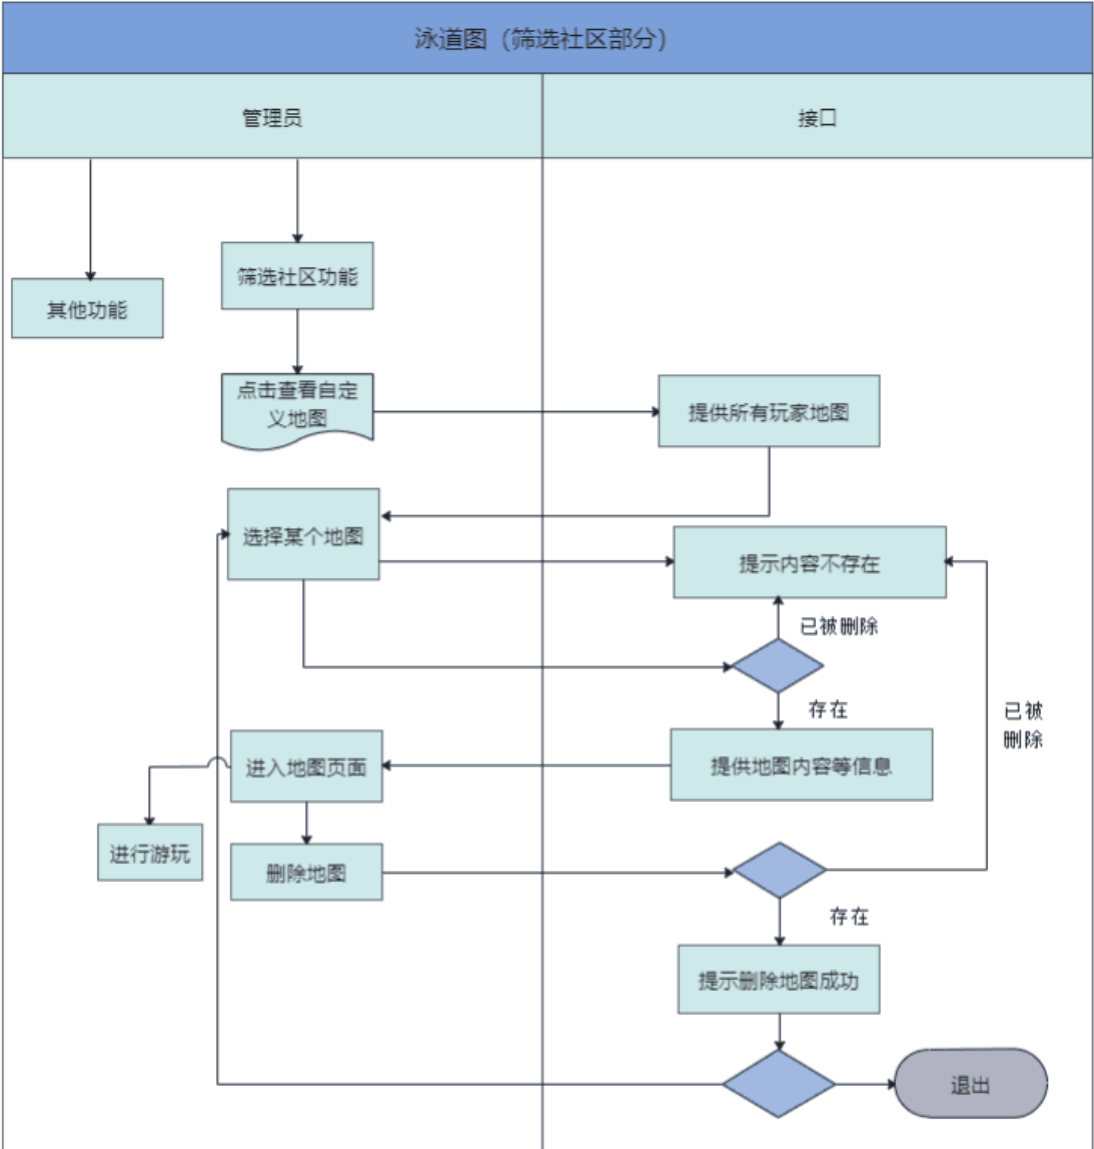 泳道图（筛选社区部分）
管理员
接口
筛选社区功能
其他功能
点击查看自定
义地图
提供所有玩家地图
选择某个地图
提示内容不存在
已被删除
存在
已被
删除
进入地图页面
提供地图内容等信息
进行游玩
删除地图
存在
提示删除地图成功
退出